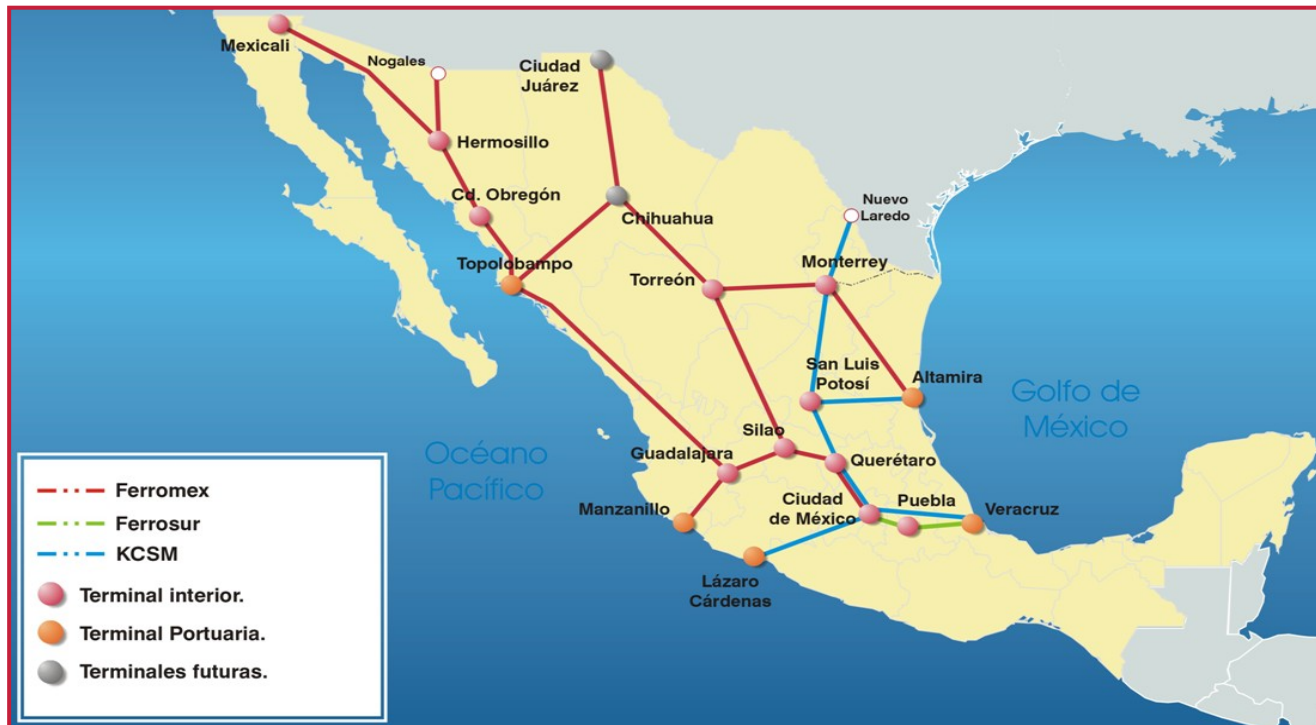 Mexicali
Nogales
Ciudad
Juárez
Hermosillo
Cd. Obregón
Chihuahua
Nuevo
Laredo
Topolobampo
Torreón
Monterrey
San Luis
Potosí
Altamira
Golfo de
México
Silao
Océano
Pacífico
Guadalajara
Querétaro
Manzanillo
Ciudad
de México
Puebla
Veracruz
Lázaro
Cárdenas
Ferromex
Ferrosur
KCSM
Terminal interior.
Terminal Portuaria.
Terminales futuras.